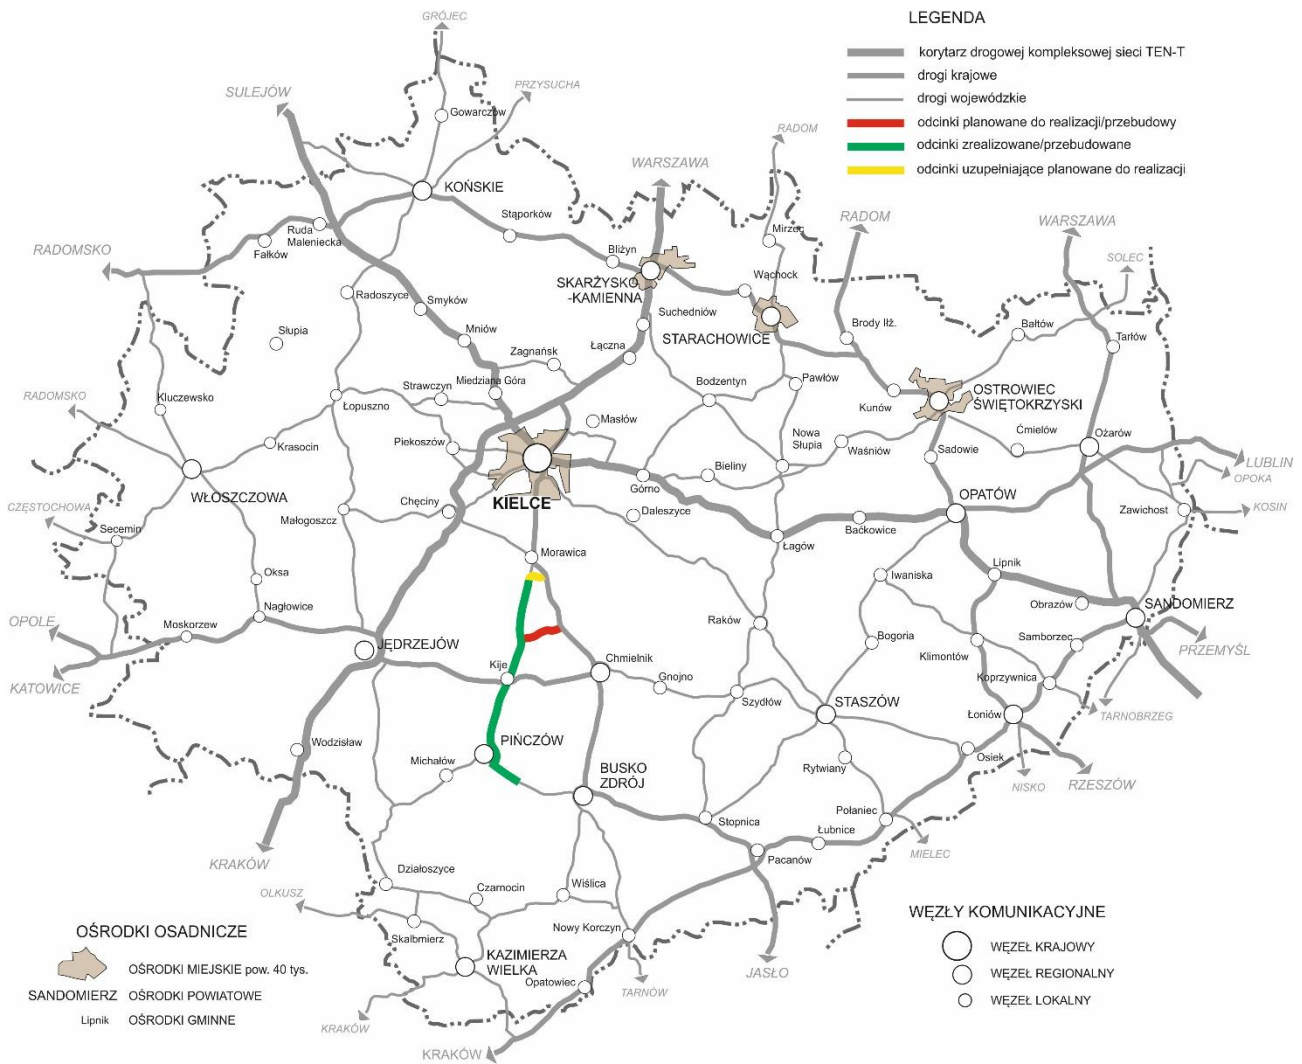 GRÓJEC
LEGENDA
korytarz drogowej kompleksowej sieci TEN-T
drogi krajowe
drogi wojewódzkie
odcinki planowane do realizacji/przebudowy
odcinki zrealizowane/przebudowane
odcinki uzupełniające planowane do realizacji
SULEJÓW
PRZYSUCHA
Gowarczów
RADOM
WARSZAWA
KOŃSKIE
Stąporków
RADOM
WARSZAWA
Mirzec
Ruda
Maleniecka
Fałków
RADOMSKO
Bliżyn
SOLEC
Wąchock
SKARŻYSKO
-KAMIENNA
Radoszyce
Smyków
Suchedniów
STARACHOWICE
Brody Iłż.
Bałtów
Tarłów
Słupia
Mniów
Zagnańsk
Łączna
RADOMSKO
Kluczewsko
Łopuszno
Strawczyn
Miedziana Góra
Bodzentyn
Pawłów
Kunów
OSTROWIEC
ŚWIĘTOKRZYSKI
Masłów
Krasocin
Piekoszów
Nowa
Słupia
Waśniów
Sadowie
Ćmielów
Ożarów
LUBLIN
OPOKA
WŁOSZCZOWA
Górno
Bieliny
KIELCE
OPATÓW
CZĘSTOCHOWA
Secemin
Małogoszcz
Chęciny
Daleszyce
Łagów
Baćkowice
Zawichost
KOSIN
Morawica
Oksa
Iwaniska
Lipnik
Obrazów
SANDOMIERZ
OPOLE
Moskorzew
Nagłowice
JĘDRZEJÓW
Raków
Bogoria
Klimontów
Samborzec
PRZEMYŚL
KATOWICE
Kije
Chmielnik
Gnojno
Szydłów
STASZÓW
Koprzywnica
Łoniów
TARNOBRZEG
Wodzisław
PIŃCZÓW
Michałów
BUSKO
ZDRÓJ
Rytwiany
Osiek
NISKO
RZESZÓW
Stopnica
Połaniec
Łubnice
MIELEC
KRAKÓW
Pacanów
Działoszyce
OLKUSZ
Czarnocin
Wiślica
OŚRODKI OSADNICZE
OŚRODKI MIEJSKIE pow. 40 tys.
SANDOMIERZ OŚRODKI POWIATOWE
Lipnik OŚRODKI GMINNE
Skalbmierz
Nowy Korczyn
KAZIMIERZA
WIELKA
Opatowiec
TARNÓW
JASŁO
KRAKÓW
KRAKÓW
WĘZŁY KOMUNIKACYJNE
WĘZEŁ KRAJOWY
WĘZEŁ REGIONALNY
WĘZEŁ LOKALNY